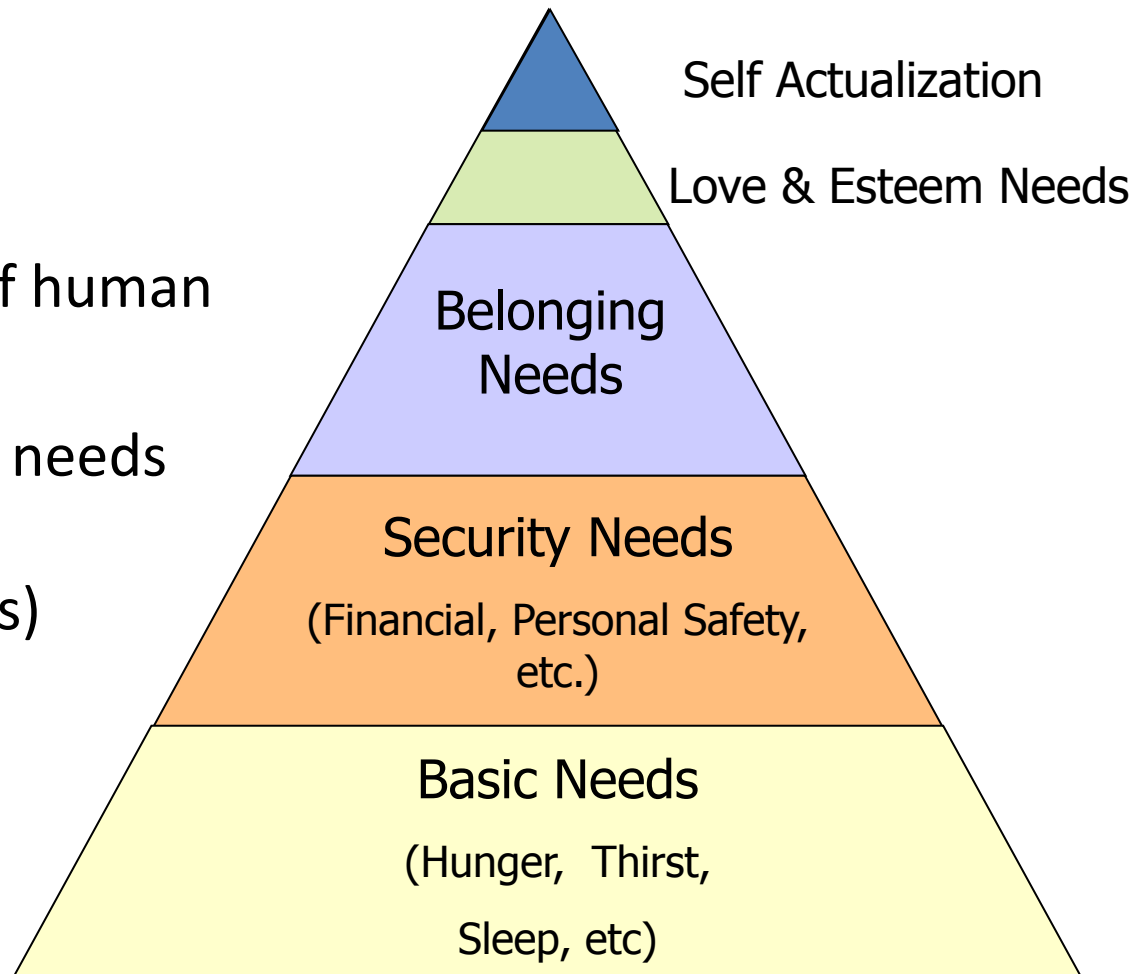 Self Actualization
Love & Esteem Needs
f human
needs
s)
Belonging
Needs
Security Needs
(Financial, Personal Safety,
etc.)
Basic Needs
(Hunger, Thirst,
Sleep, etc)